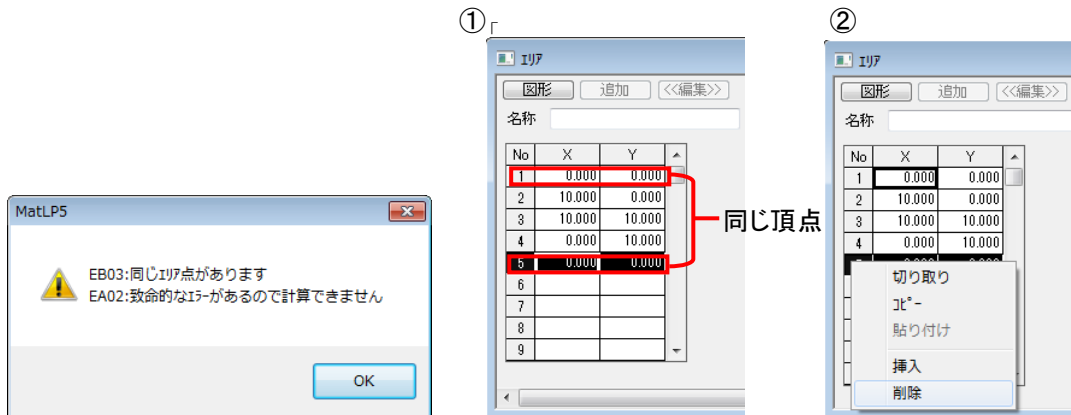 MatLP5
EB03:同じｴﾘｱ点があります
EA02:致命的なｴﾗｰがあるので計算できません
OK
①
「
ｴﾘｱ
図形 追加 <<編集>>
名称
No X Y
1 0.000 0.000
2 10.000 0.000
3 10.000 10.000
4 0.000 10.000
5 0.000 0.000
6
7
8
9
同じ頂点
②
ｴﾘｱ
図形 追加 <<編集>>
名称
No X Y
1 0.000 0.000
2 10.000 0.000
3 10.000 10.000
4 0.000 10.000
切り取り
ｺﾋﾟｰ
貼り付け
挿入
削除